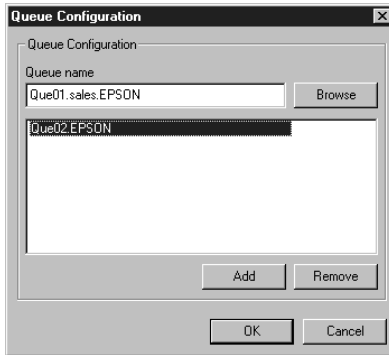 Queue Configuration
Queue Configuration
Queue name
Que01.sales.EPSON
Browse
Que02.EPSON
Add Remove
OK Cancel